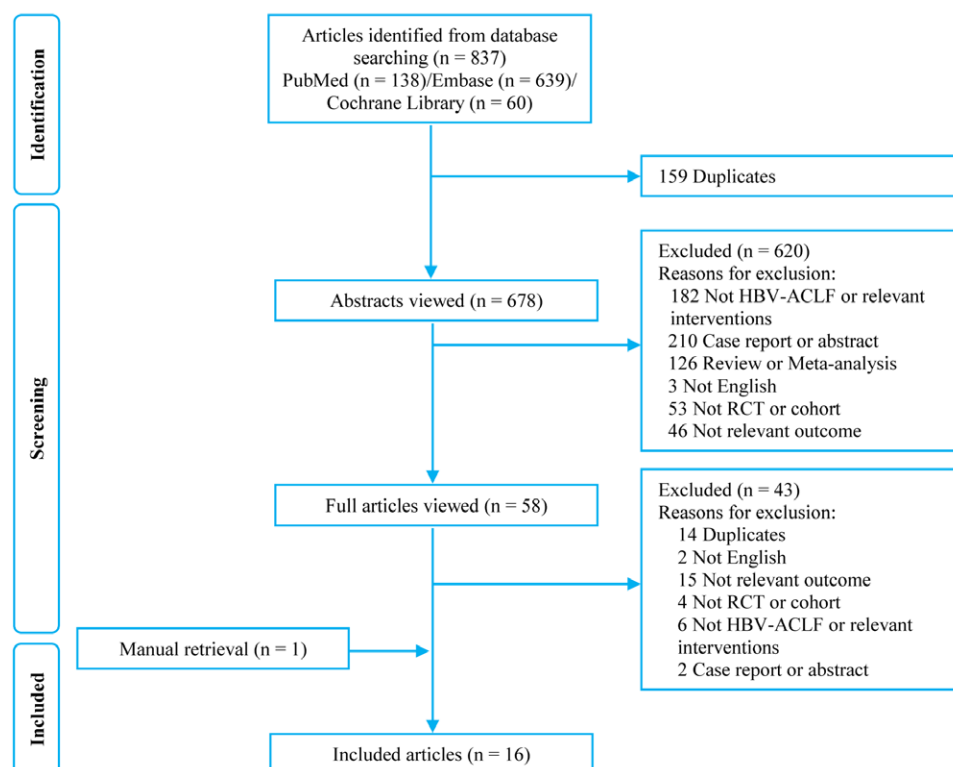 Identification
Articles identified from database
searching (n = 837)
PubMed (n = 138)/Embase (n = 639)/
Cochrane Library (n = 60)
159 Duplicates
Screening
Abstracts viewed (n = 678)
Excluded (n = 620)
Reasons for exclusion:
182 Not HBV-ACLF or relevant
interventions
210 Case report or abstract
126 Review or Meta-analysis
3 Not English
53 Not RCT or cohort
46 Not relevant outcome
Full articles viewed (n = 58)
Excluded (n = 43)
Reasons for exclusion:
14 Duplicates
2 Not English
15 Not relevant outcome
4 Not RCT or cohort
6 Not HBV-ACLF or relevant
interventions
2 Case report or abstract
Manual retrieval (n = 1)
Included
Included articles (n = 16)